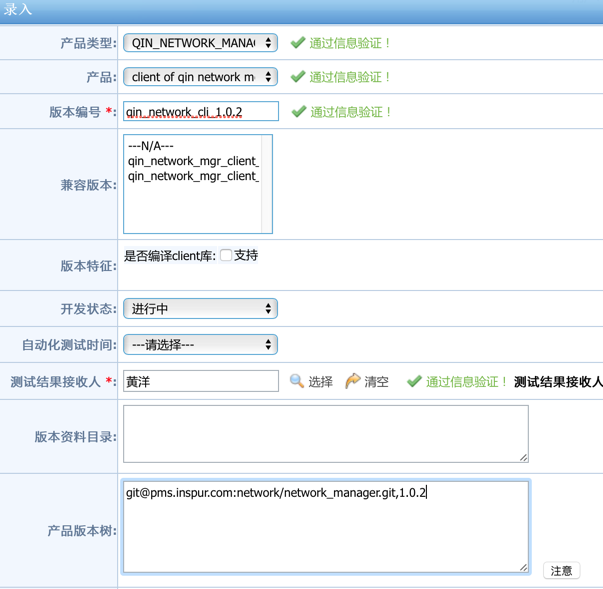 录入
产品类型: QIN_NETWORK_MANA 通过信息验证！
产品: client of qin network m 通过信息验证！
版本编号 *: qin_network_cli_1.0.2 通过信息验证！
兼容版本: ---N/A---
qin_network_mgr_client_
qin_network_mgr_client_
版本特征: 是否编译client库: 支持
开发状态: 进行中
自动化测试时间: ---请选择---
测试结果接收人 *: 黄洋 选择 清空 通过信息验证！ 测试结果接收人
版本资料目录:
产品版本树: git@pms.inspur.com:network/network_manager.git,1.0.2
注意